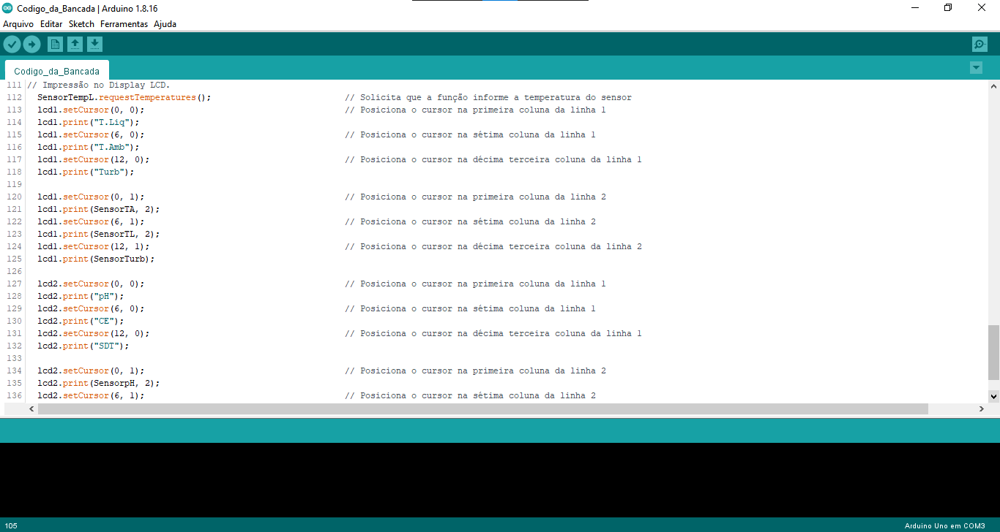 Codigo_da_Bancada | Arduino 1.8.16
Arquivo Editar Sketch Ferramentas Ajuda
Codigo_da_Bancada
111 // Impressão no Display LCD.
112 SensorTempL.requestTemperatures(); // Solicita que a função informe a temperatura do sensor
113 lcd1.setCursor(0, 0); // Posiciona o cursor na primeira coluna da linha 1
114 lcd1.print("T.Liq");
115 lcd1.setCursor(6, 0); // Posiciona o cursor na sétima coluna da linha 1
116 lcd1.print("T.Amb");
117 lcd1.setCursor(12, 0); // Posiciona o cursor na décima terceira coluna da linha 1
118 lcd1.print("Turb");
119
120 lcd1.setCursor(0, 1); // Posiciona o cursor na primeira coluna da linha 2
121 lcd1.print(SensorTA, 2);
122 lcd1.setCursor(6, 1); // Posiciona o cursor na sétima coluna da linha 2
123 lcd1.print(SensorTL, 2);
124 lcd1.setCursor(12, 1); // Posiciona o cursor na décima terceira coluna da linha 2
125 lcd1.print(SensorTurb);
126
127 lcd2.setCursor(0, 0); // Posiciona o cursor na primeira coluna da linha 1
128 lcd2.print("pH");
129 lcd2.setCursor(6, 0); // Posiciona o cursor na sétima coluna da linha 1
130 lcd2.print("CE");
131 lcd2.setCursor(12, 0); // Posiciona o cursor na décima terceira coluna da linha 1
132 lcd2.print("SDT");
133
134 lcd2.setCursor(0, 1); // Posiciona o cursor na primeira coluna da linha 2
135 lcd2.print(SensorpH, 2);
136 lcd2.setCursor(6, 1); // Posiciona o cursor na sétima coluna da linha 2
105 Arduino Uno em COM3